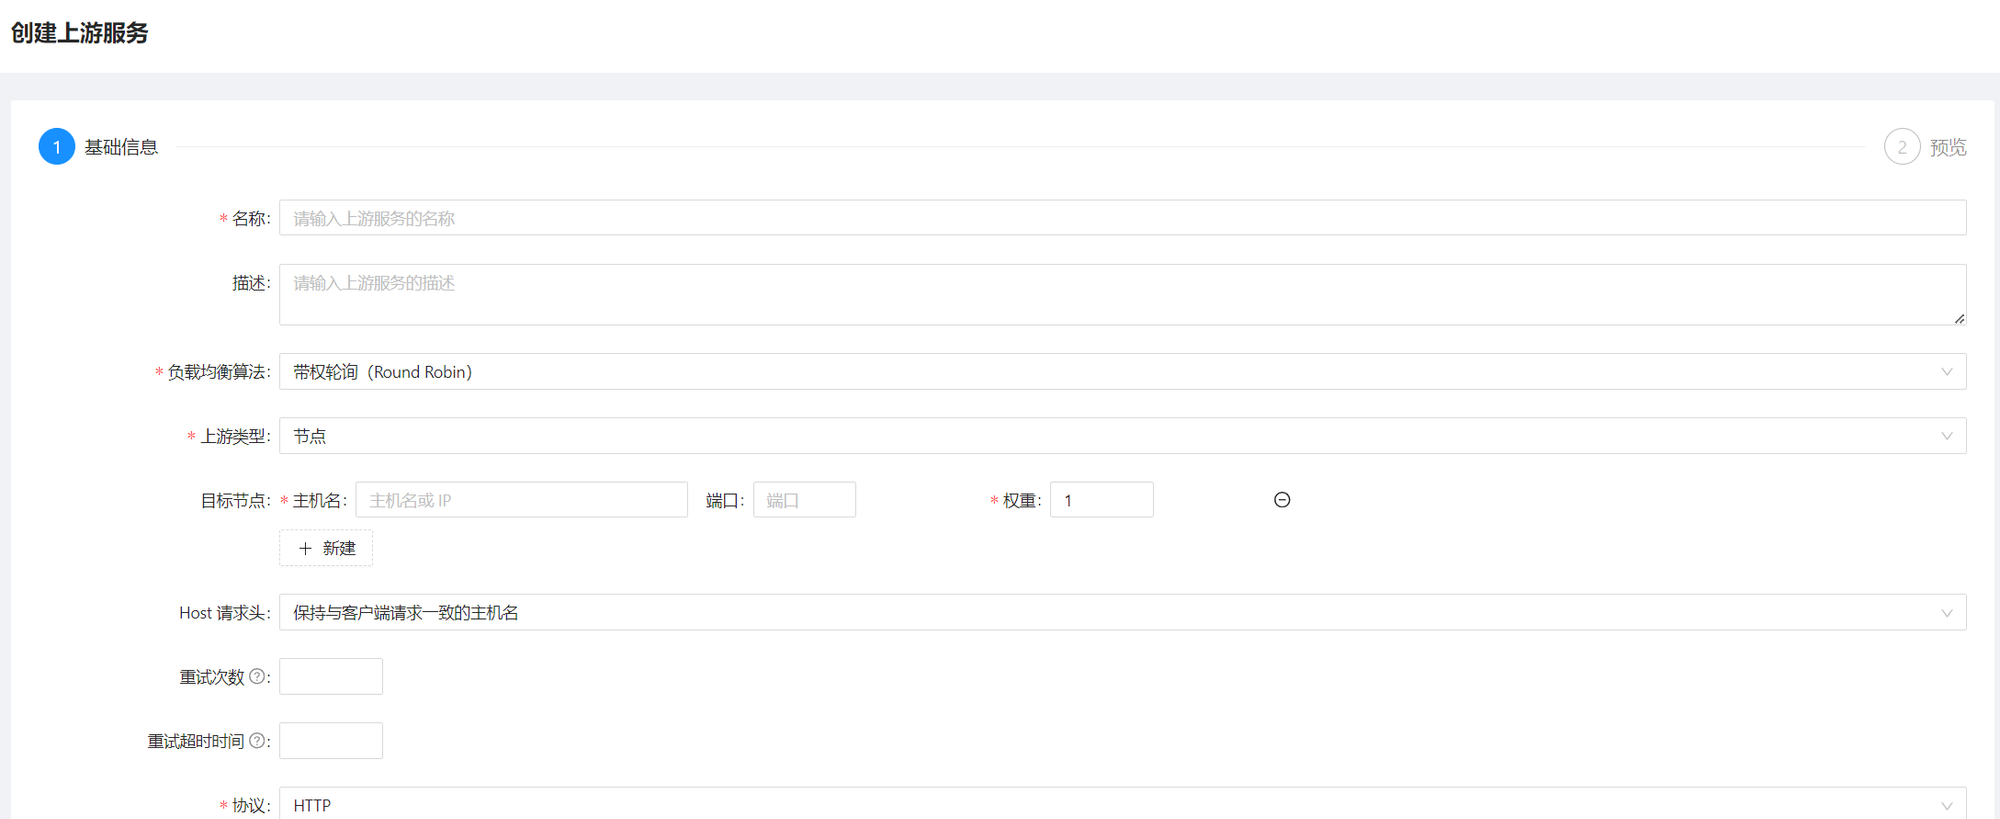 创建上游服务
1 基础信息 2 预览
* 名称: 请输入上游服务的名称
描述: 请输入上游服务的描述
* 负载均衡算法: 带权轮询（Round Robin）
* 上游类型: 节点
目标节点: * 主机名: 主机名或 IP 端口: 端口 * 权重: 1
+ 新建
Host 请求头: 保持与客户端请求一致的主机名
重试次数 ? :
重试超时时间 ? :
* 协议: HTTP